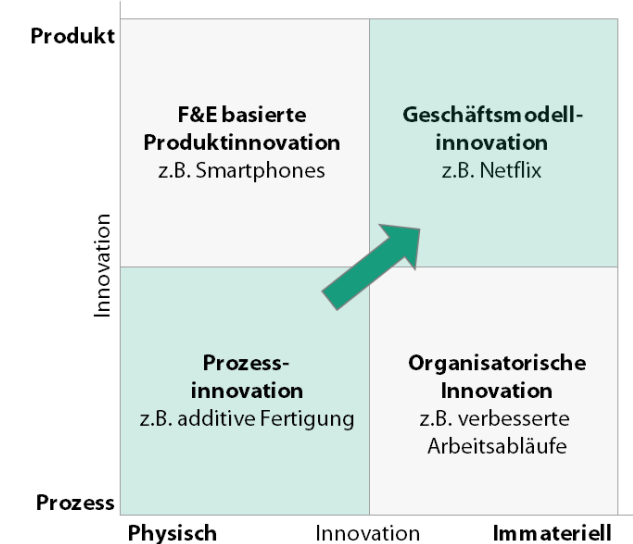 Produkt
F&E basierte
Produktinnovation
z.B. Smartphones
Geschäftsmodell-
innovation
z.B. Netflix
Innovation
Prozess-
innovation
z.B. additive Fertigung
Organisatorische
Innovation
z.B. verbesserte
Arbeitsabläufe
Prozess
Physisch
Innovation
Immateriell